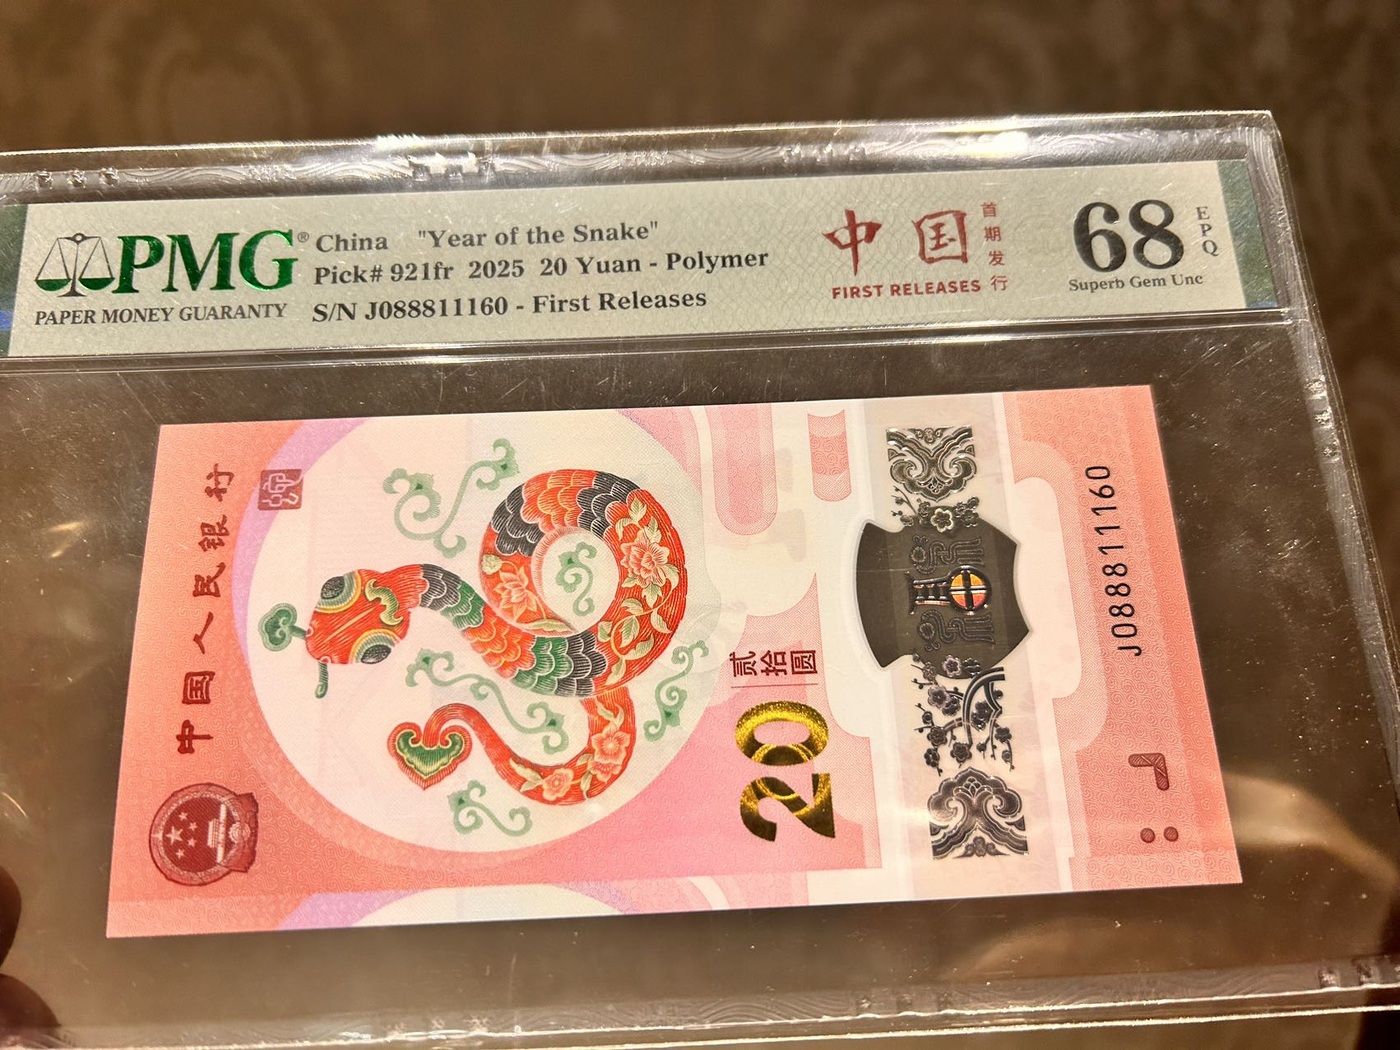 PMG®
PAPER MONEY GUARANTY
China "Year of the Snake"
Pick# 921fr 2025 20 Yuan - Polymer
S/N J088811160 - First Releases
中国
首期发行
FIRST RELEASES
68
EPQ
Superb Gem Unc
中国人民银行
贰拾圆
20
J088811160